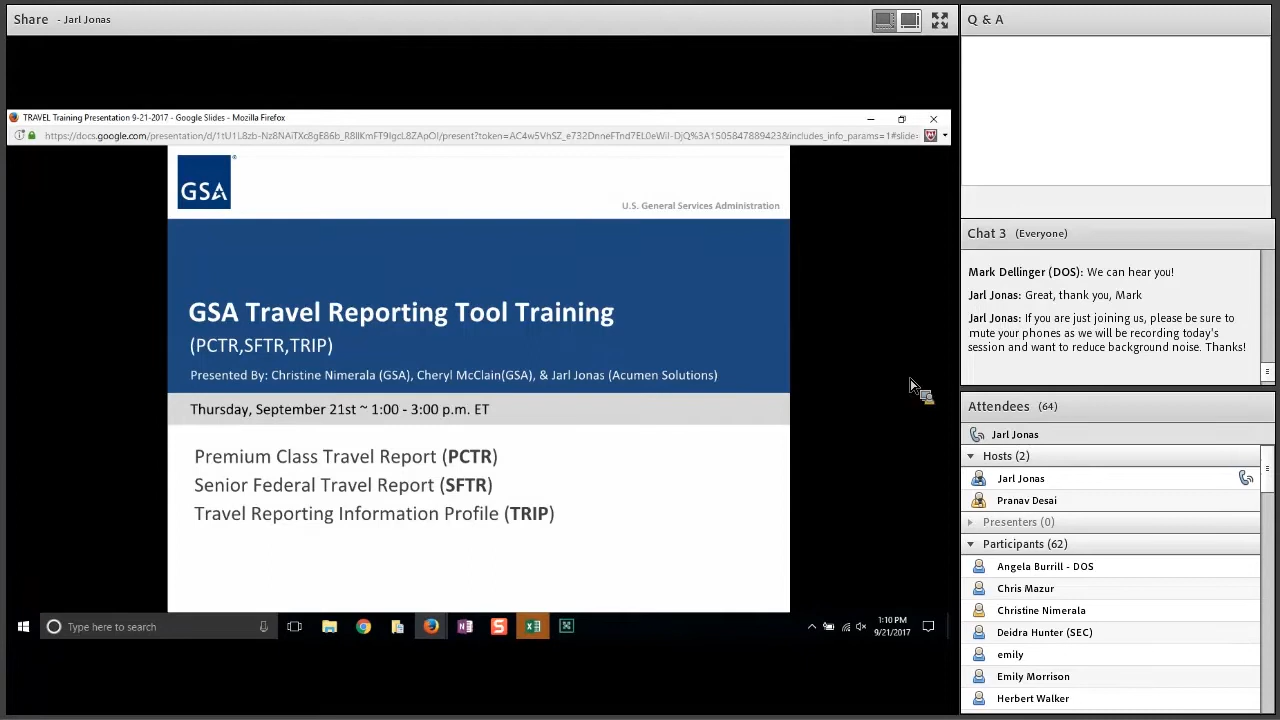 Share - Jarl Jonas
TRAVEL Training Presentation 9-21-2017 - Google Slides - Mozilla Firefox
GSA
U.S. General Services Administration
GSA Travel Reporting Tool Training
(PCTR,SFTR,TRIP)
Presented By: Christine Nimerala (GSA), Cheryl McClain(GSA), & Jarl Jonas (Acumen Solutions)
Thursday, September 21st ~ 1:00 - 3:00 p.m. ET
Premium Class Travel Report (PCTR)
Senior Federal Travel Report (SFTR)
Travel Reporting Information Profile (TRIP)
Type here to search
1:10 PM
9/21/2017
Q & A
Chat 3 (Everyone)
Mark Dellinger (DOS): We can hear you!
Jarl Jonas: Great, thank you, Mark
Jarl Jonas: If you are just joining us, please be sure to
mute your phones as we will be recording today's
session and want to reduce background noise. Thanks!
Attendees (64)
Jarl Jonas
Hosts (2)
Jarl Jonas
Pranav Desai
Presenters (0)
Participants (62)
Angela Burrill - DOS
Chris Mazur
Christine Nimerala
Deidra Hunter (SEC)
emily
Emily Morrison
Herbert Walker